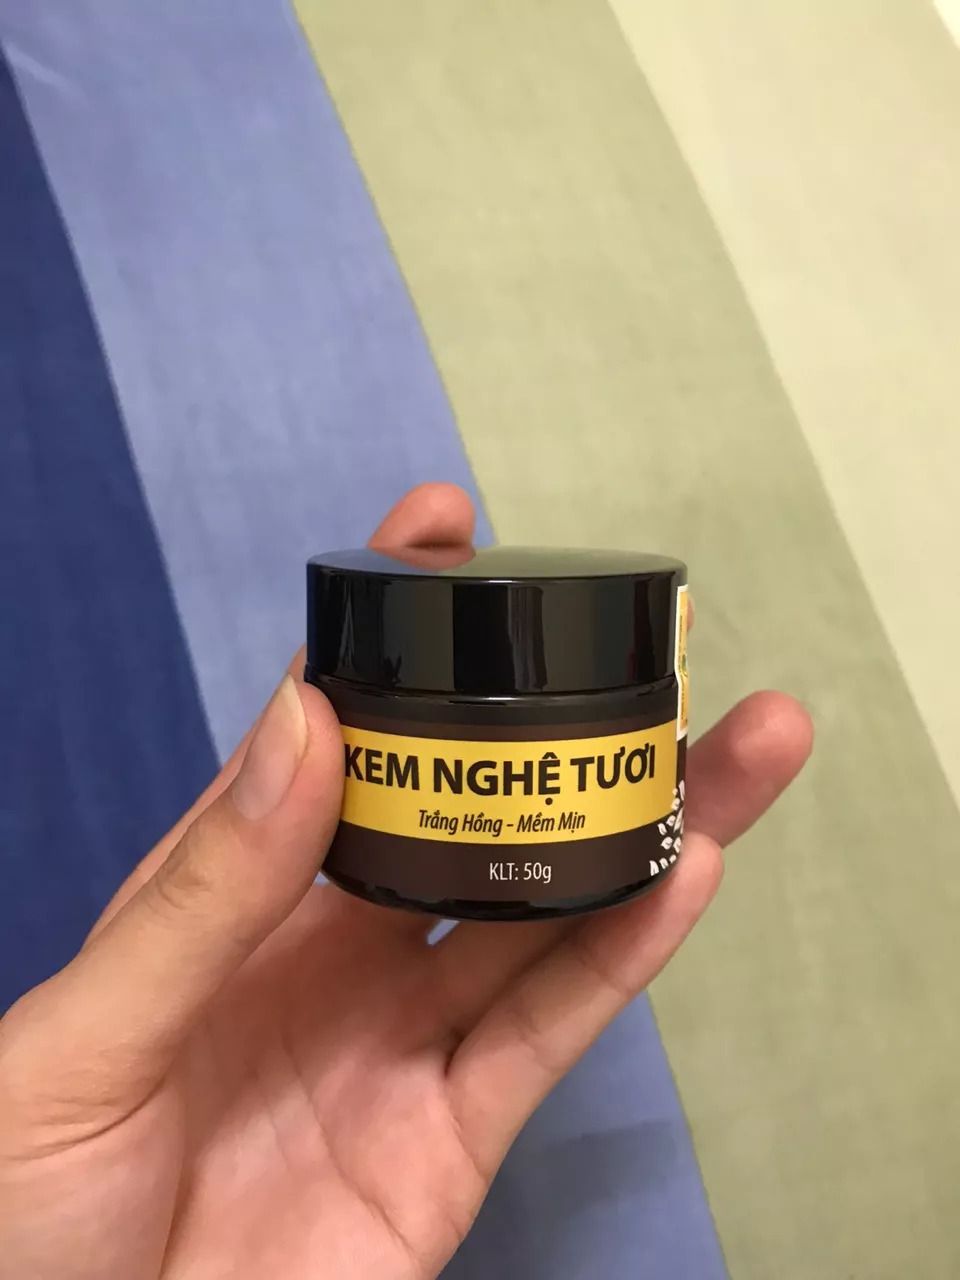 KEM NGHỆ TƯƠI
Trắng Hồng - Mềm Mịn
KLT: 50g